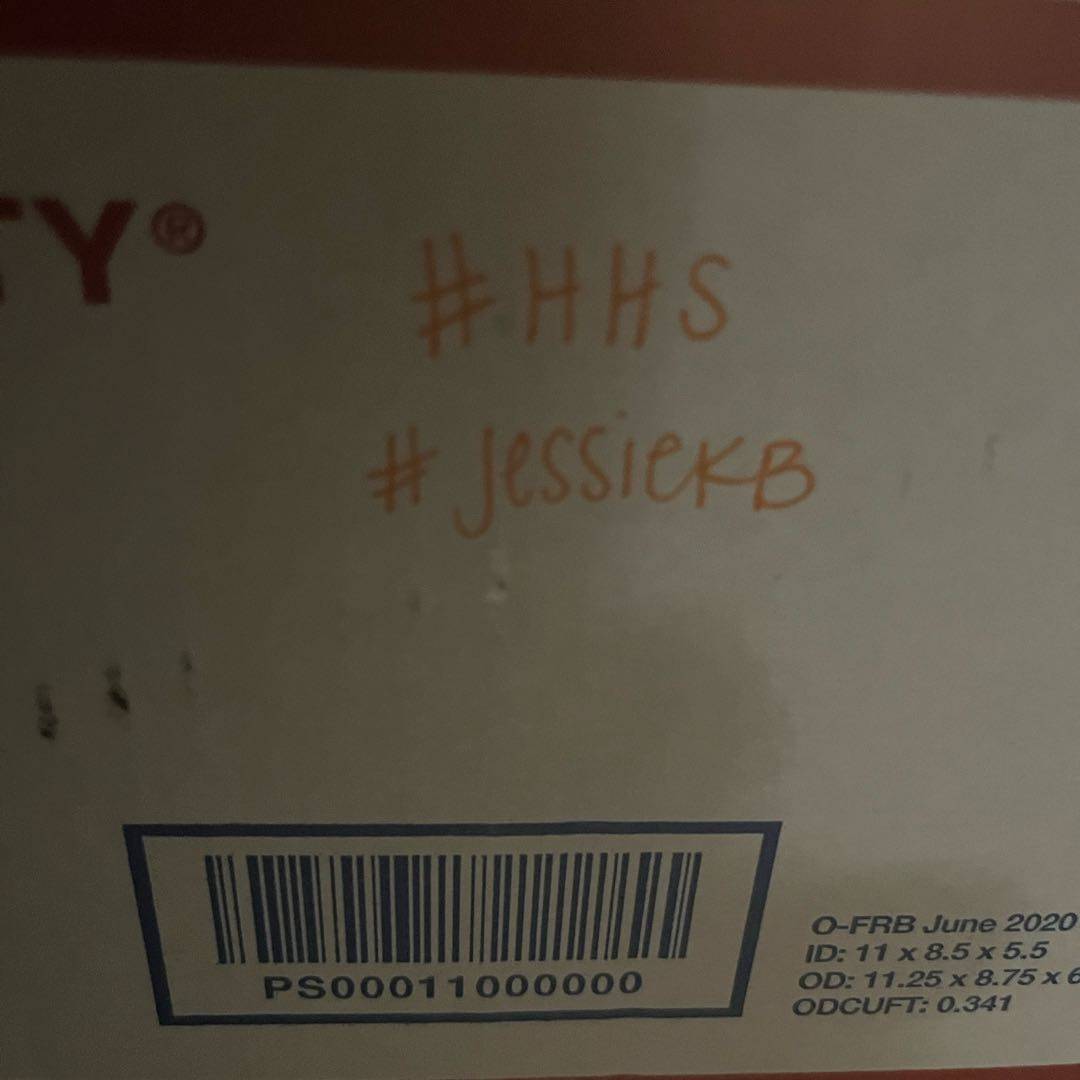 TY®
#HHS
#jessieKB
PS00011000000
O-FRB June 2020
ID: 11 x 8.5 x 5.5
OD: 11.25 x 8.75 x 6
ODCUFT: 0.341